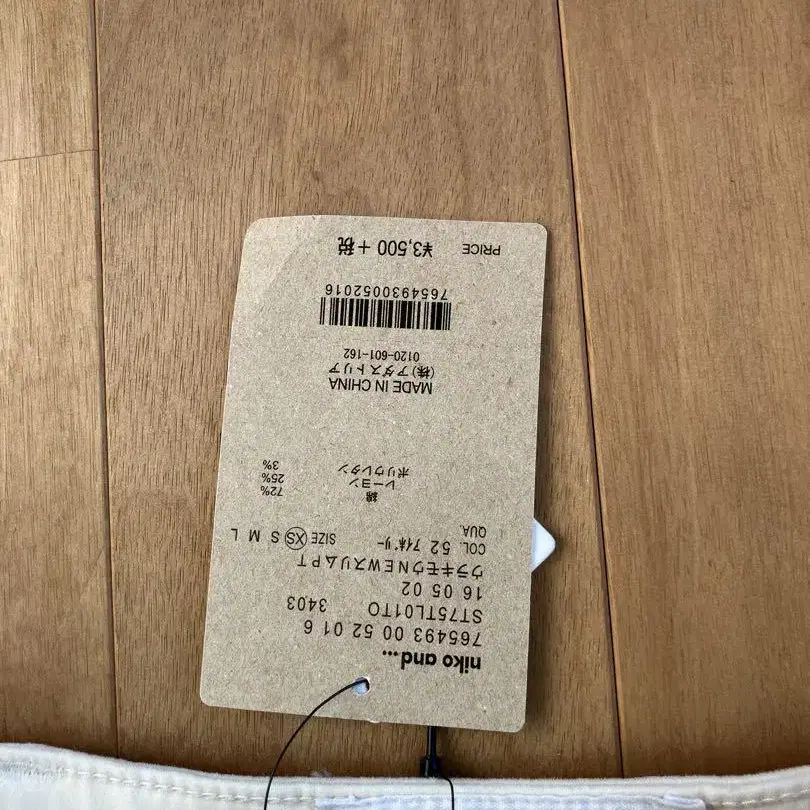 niko and...
765493 00 52 01 6
ST75TL01TO 3403
16 05 02
ウラキモウNEWスリムPT
COL. 52 アイボリー SIZE XS S M L
QUA.
綿 72%
レーヨン 25%
ポリウレタン 3%
MADE IN CHINA
(株)アダストリア
0120-601-162
7654930052016
PRICE ¥3,500 + 税